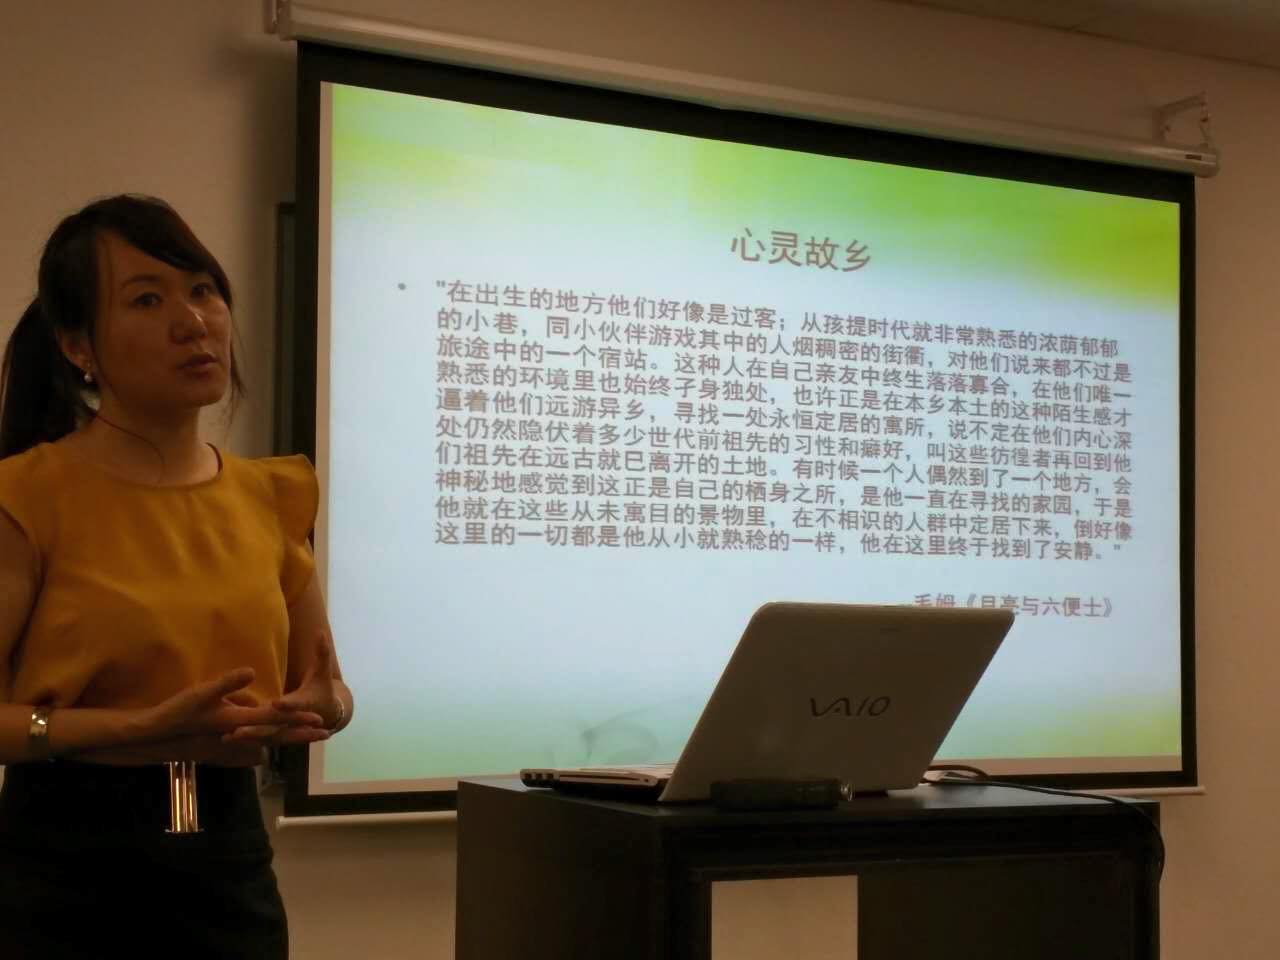 心灵故乡
• "在出生的地方他们好像是过客；从孩提时代就非常熟悉的浓荫郁郁
的小巷，同小伙伴游戏其中的人烟稠密的街衢，对他们说来都不过是
旅途中的一个宿站。这种人在自己亲友中终生落落寡合，在他们唯一
熟悉的环境里也始终孑身独处，也许正是在本乡本土的这种陌生感才
逼着他们远游异乡，寻找一处永恒定居的寓所，说不定在他们内心深
处仍然隐伏着多少世代前祖先的习性和癖好，叫这些彷徨者再回到他
们祖先在远古就已离开的土地。有时候一个人偶然到了一个地方，会
神秘地感觉到这正是自己的栖身之所，是他一直在寻找的家园，于是
他就在这些从未寓目的景物里，在不相识的人群中定居下来，倒好像
这里的一切都是他从小就熟稔的一样，他在这里终于找到了安静。"
毛姆《月亮与六便士》
VAIO